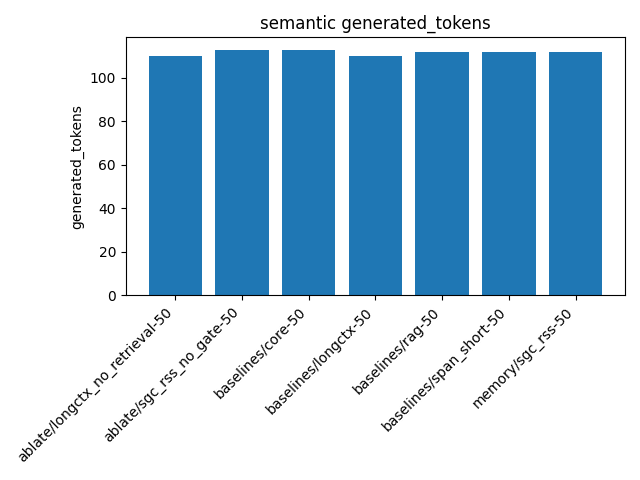 semantic generated_tokens
generated_tokens
100
80
60
40
20
0
ablate/longctx_no_retrieval-50
ablate/sgc_rss_no_gate-50
baselines/core-50
baselines/longctx-50
baselines/rag-50
baselines/span_short-50
memory/sgc_rss-50